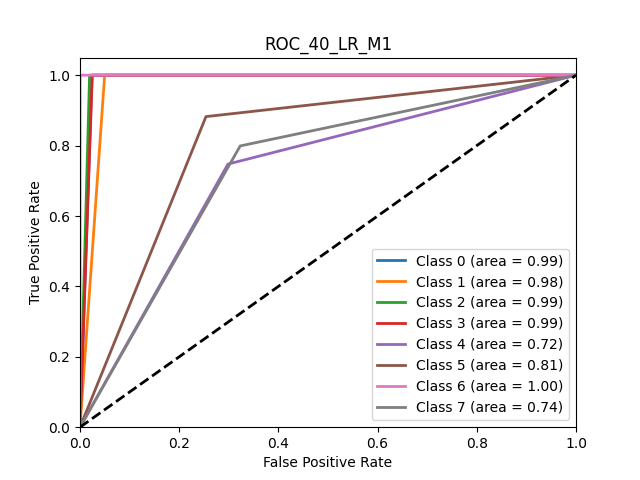 ROC_40_LR_M1
True Positive Rate
1.0
0.8
0.6
0.4
0.2
0.0
Class 0 (area = 0.99)
Class 1 (area = 0.98)
Class 2 (area = 0.99)
Class 3 (area = 0.99)
Class 4 (area = 0.72)
Class 5 (area = 0.81)
Class 6 (area = 1.00)
Class 7 (area = 0.74)
0.0 0.2 0.4 0.6 0.8 1.0
False Positive Rate